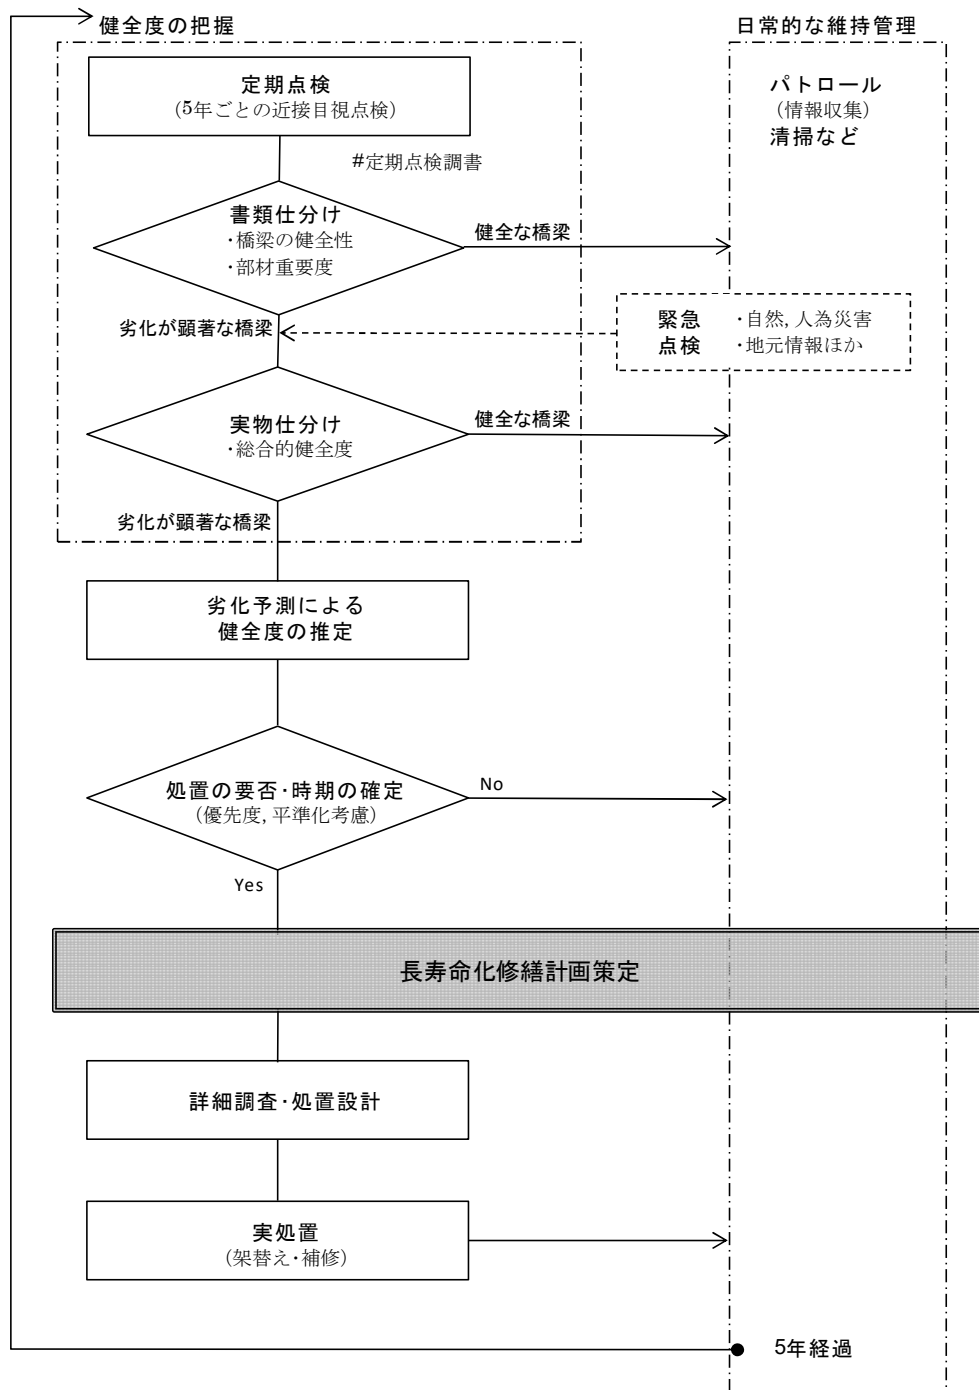 健全度の把握
日常的な維持管理
定期点検
(5年ごとの近接目視点検)
パトロール
(情報収集)
清掃など
#定期点検調書
書類仕分け
・橋梁の健全性
・部材重要度
健全な橋梁
劣化が顕著な橋梁
緊急 ・自然,人為災害
点検 ・地元情報ほか
実物仕分け
・総合的健全度
健全な橋梁
劣化が顕著な橋梁
劣化予測による
健全度の推定
処置の要否・時期の確定
(優先度,平準化考慮)
No
Yes
長寿命化修繕計画策定
詳細調査・処置設計
実処置
(架替え・補修)
5年経過